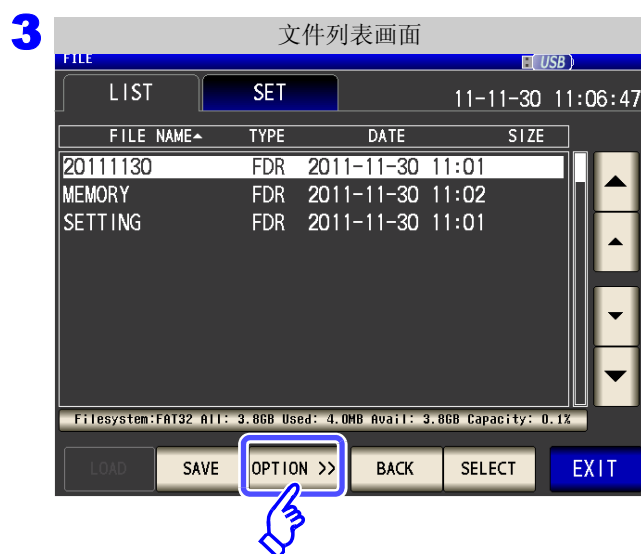 3
文件列表画面
FILE USB
LIST SET 11-11-30 11:06:47
FILE NAME TYPE DATE SIZE
20111130 FDR 2011-11-30 11:01
MEMORY FDR 2011-11-30 11:02
SETTING FDR 2011-11-30 11:01
Filesystem:FAT32 All: 3.8GB Used: 4.0MB Avail: 3.8GB Capacity: 0.1%
LOAD SAVE OPTION >> BACK SELECT EXIT